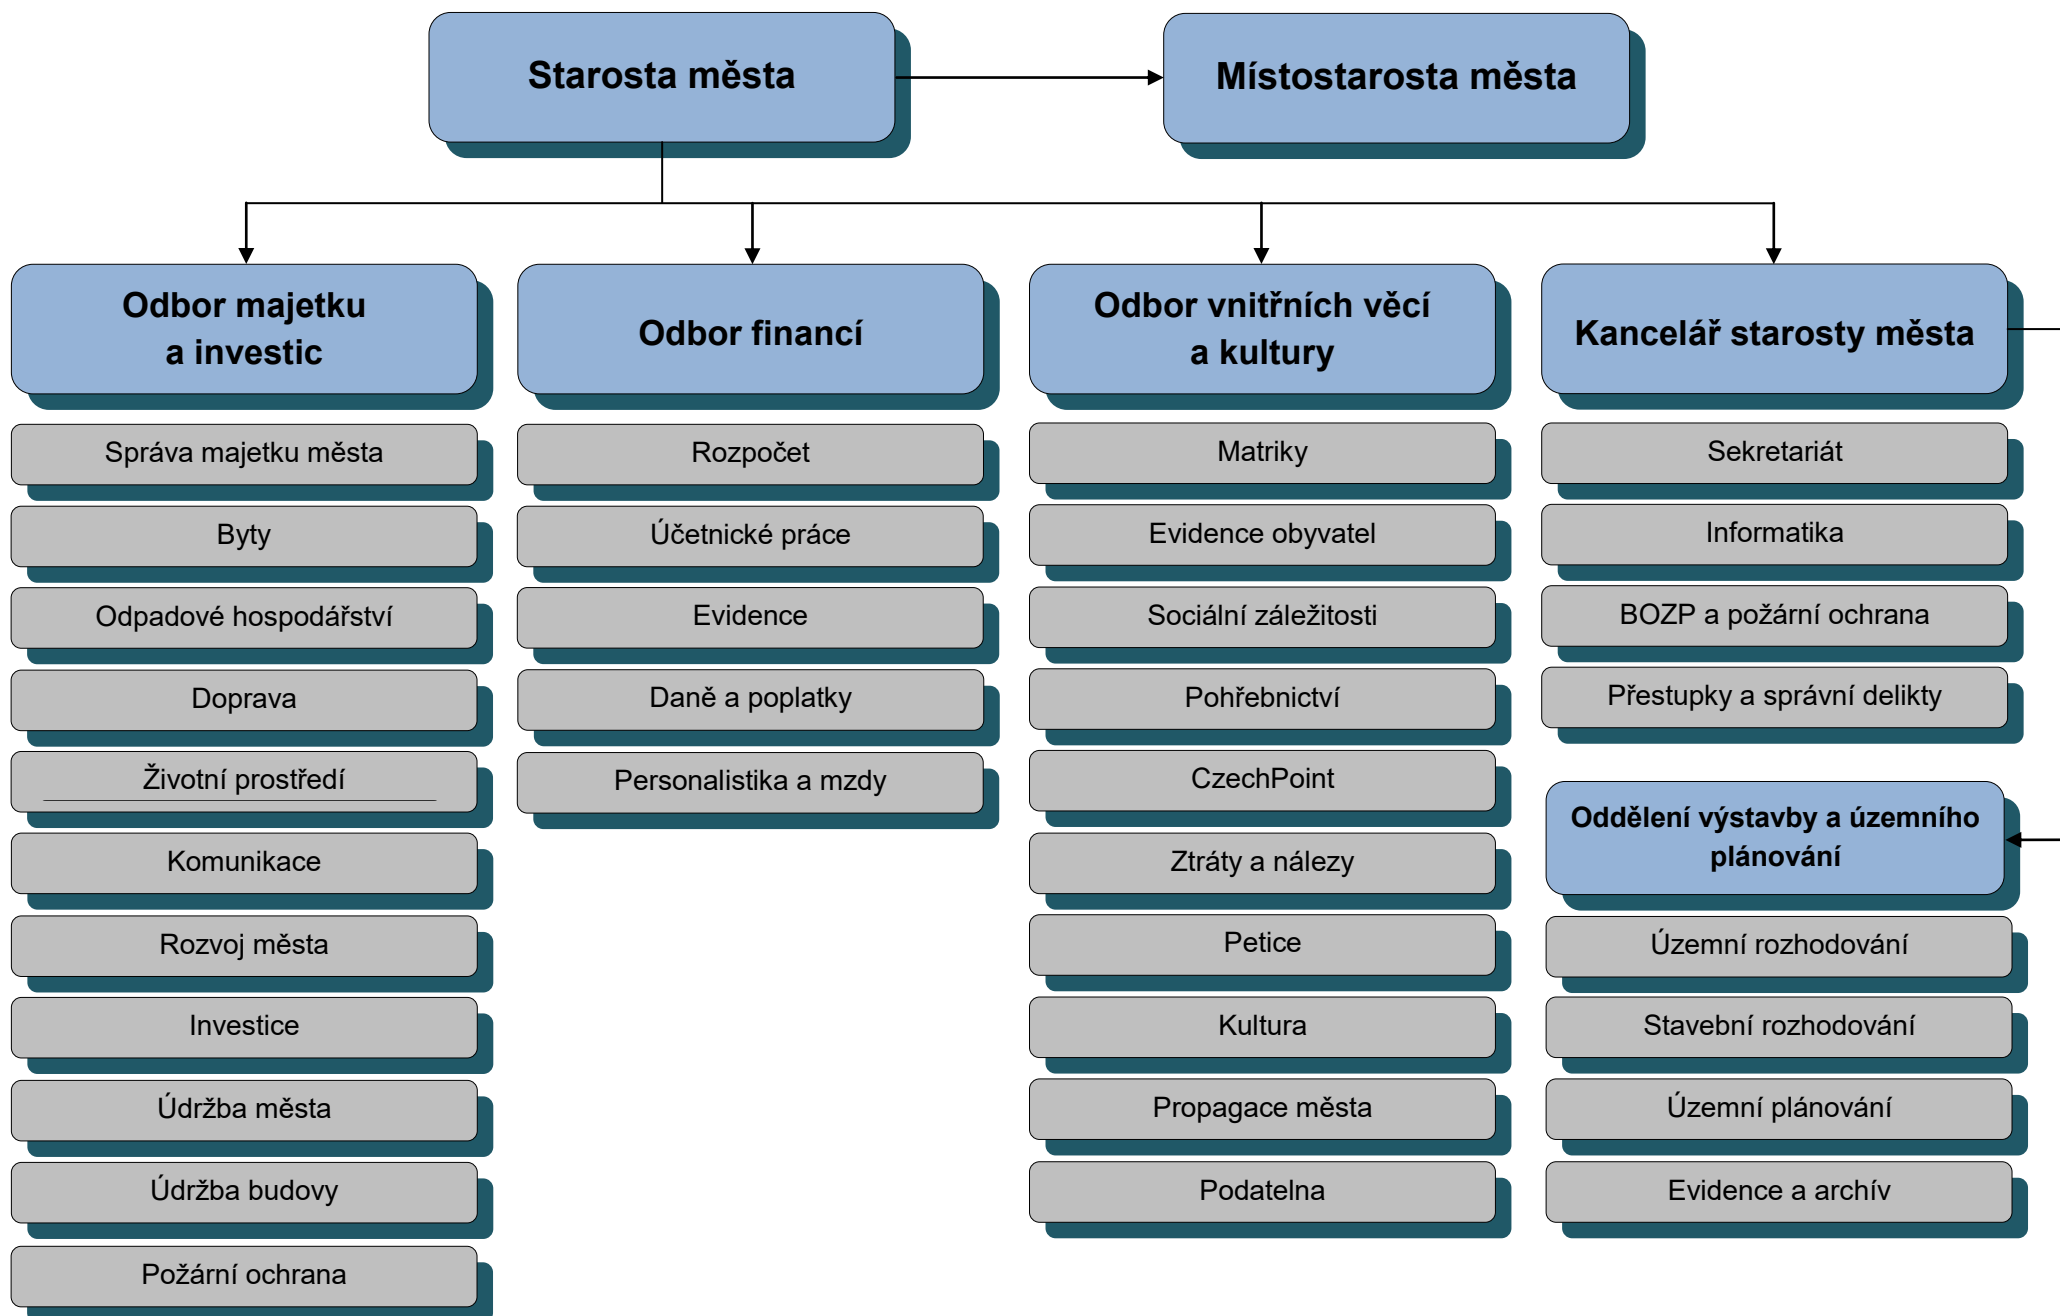 Starosta města
Místostarosta města
Odbor majetku
a investic
Správa majetku města
Byty
Odpadové hospodářství
Doprava
Životní prostředí
Komunikace
Rozvoj města
Investice
Údržba města
Údržba budovy
Požární ochrana
Odbor financí
Rozpočet
Účetnické práce
Evidence
Daně a poplatky
Personalistika a mzdy
Odbor vnitřních věcí
a kultury
Matriky
Evidence obyvatel
Sociální záležitosti
Pohřebnictví
CzechPoint
Ztráty a nálezy
Petice
Kultura
Propagace města
Podatelna
Kancelář starosty města
Sekretariát
Informatika
BOZP a požární ochrana
Přestupky a správní delikty
Oddělení výstavby a územního
plánování
Územní rozhodování
Stavební rozhodování
Územní plánování
Evidence a archív